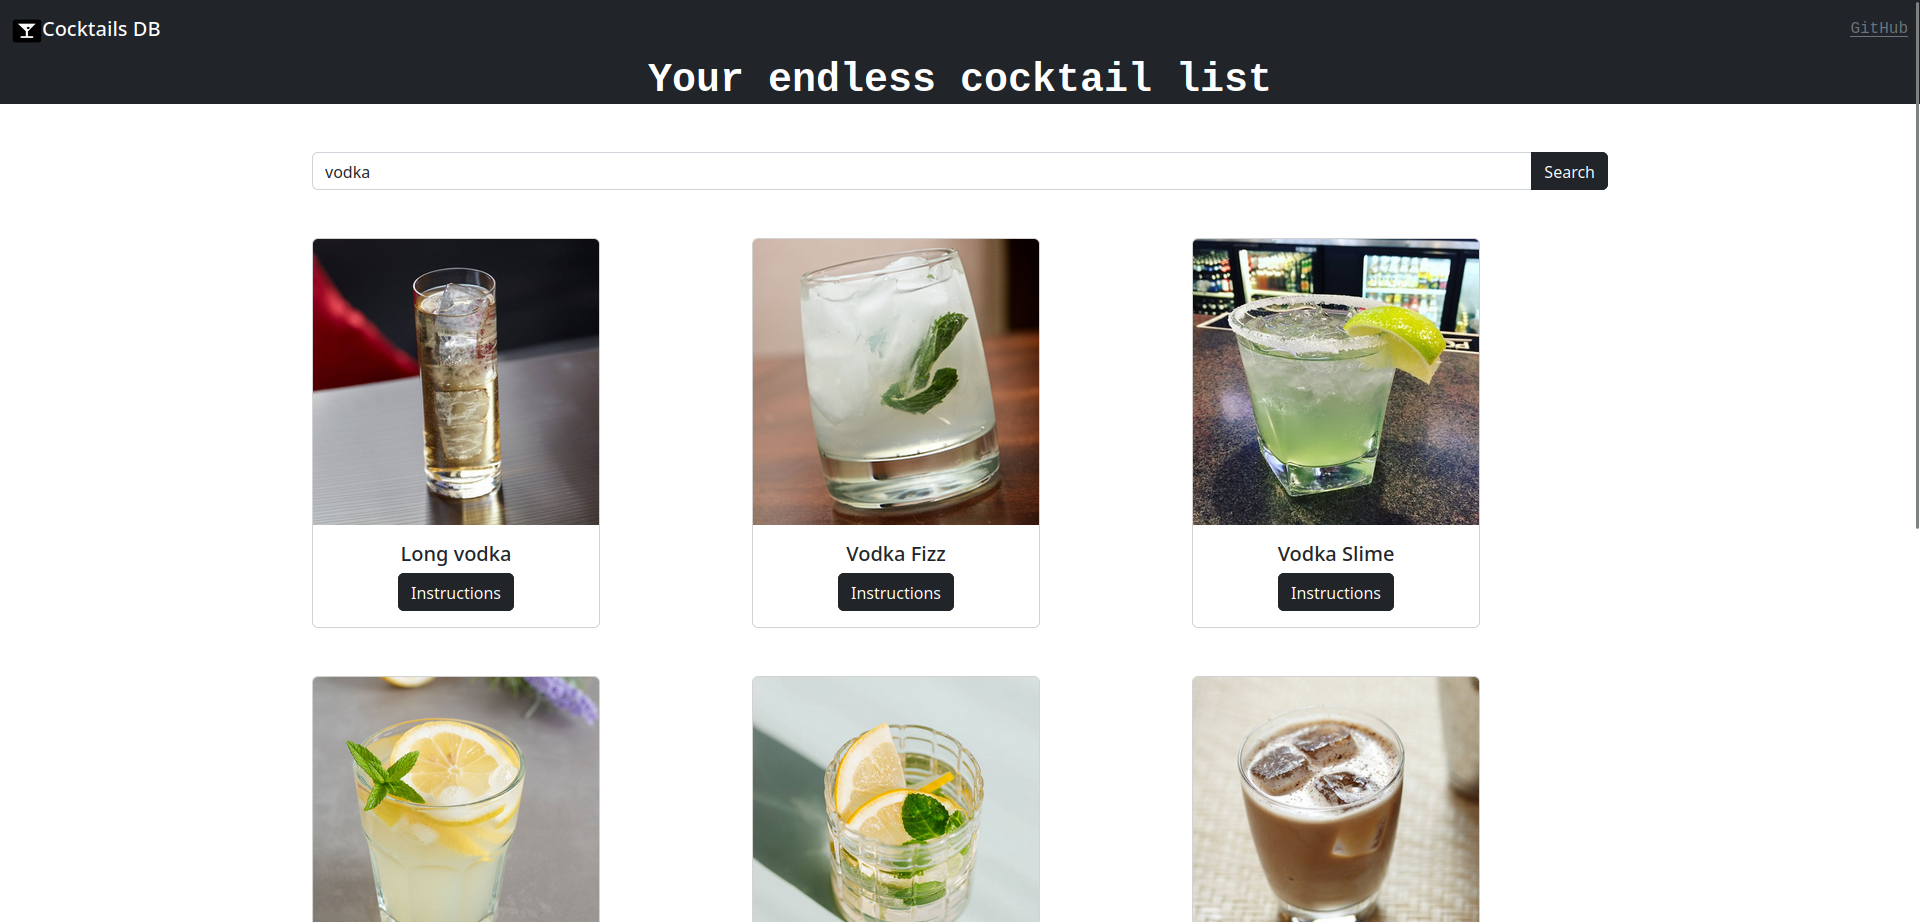 Cocktails DB
GitHub
Your endless cocktail list
vodka
Search
Long vodka
Vodka Fizz
Vodka Slime
Instructions
Instructions
Instructions